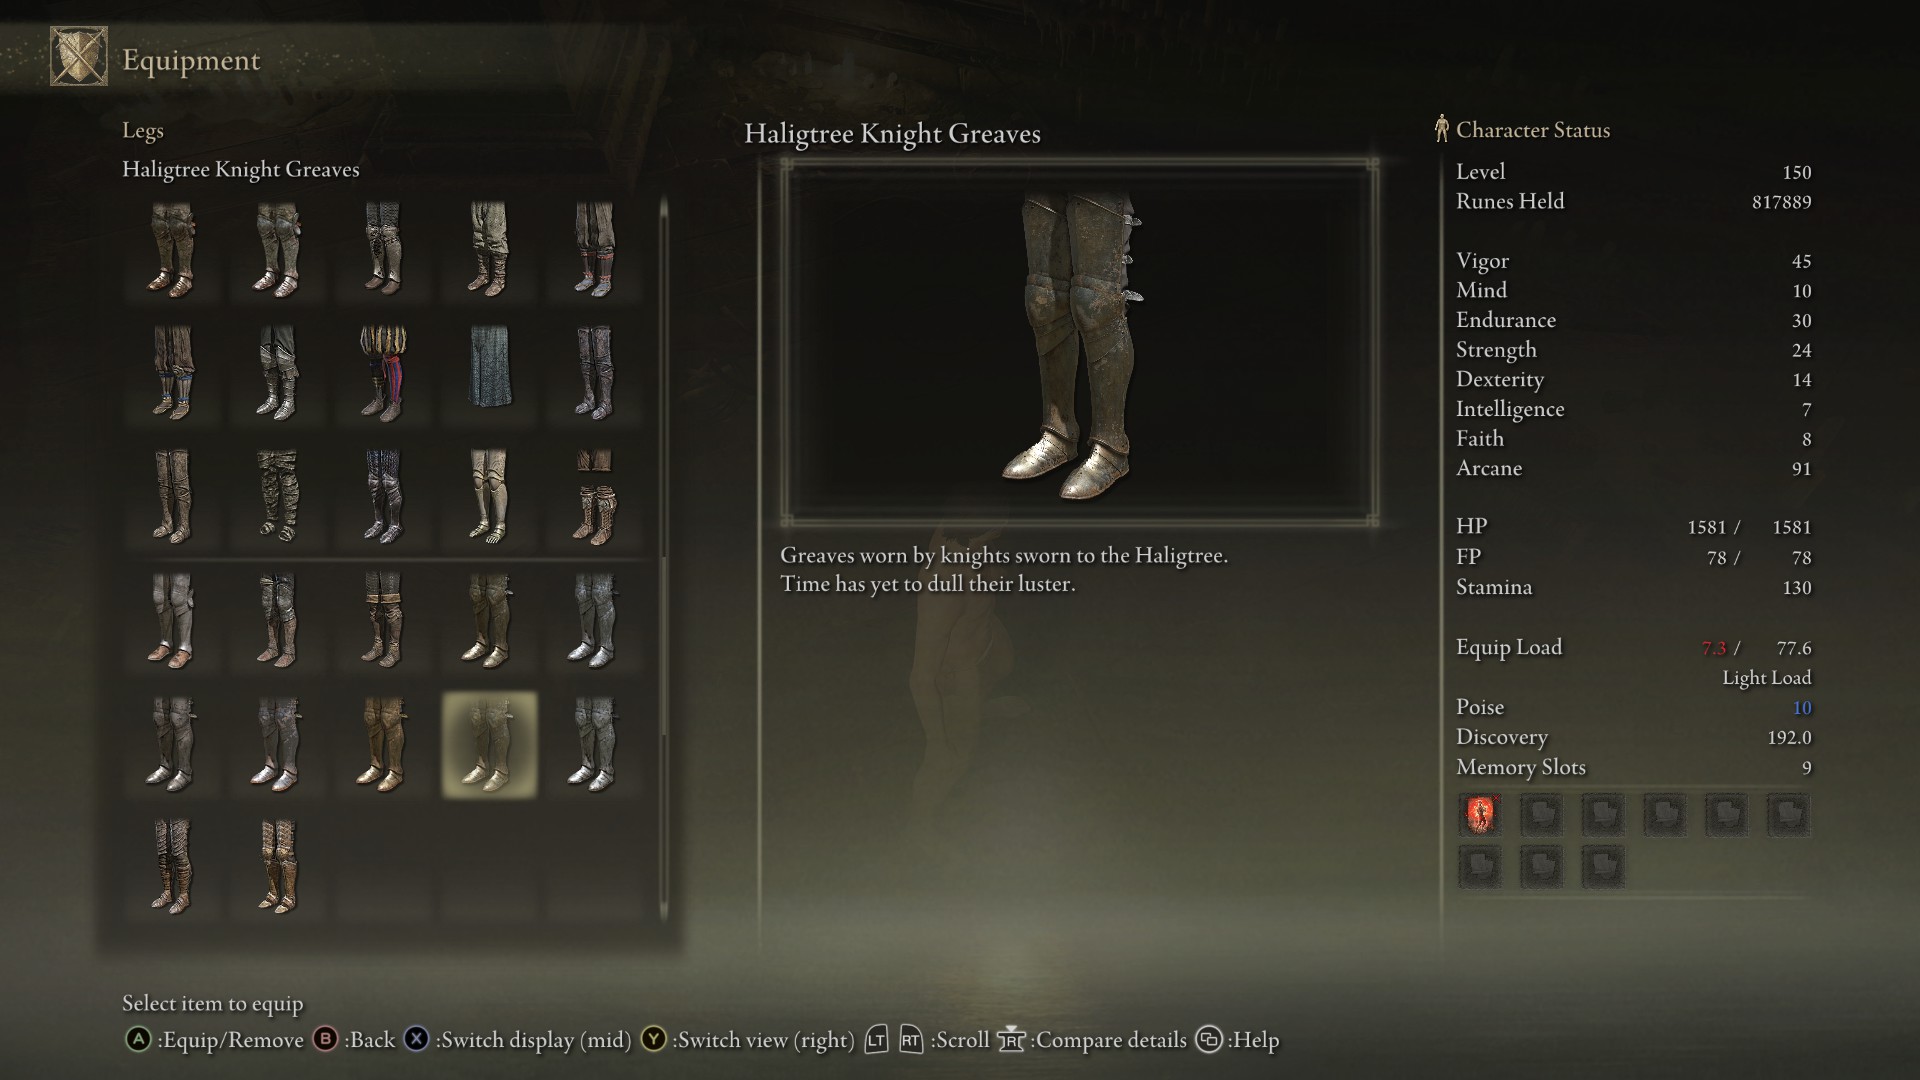 Equipment
Legs
Haligtree Knight Greaves
Haligtree Knight Greaves
Greaves worn by knights sworn to the Haligtree.
Time has yet to dull their luster.
Character Status
Level 150
Runes Held 817889
Vigor 45
Mind 10
Endurance 30
Strength 24
Dexterity 14
Intelligence 7
Faith 8
Arcane 91
HP 1581 / 1581
FP 78 / 78
Stamina 130
Equip Load 7.3 / 77.6
Light Load
Poise 10
Discovery 192.0
Memory Slots 9
Select item to equip
A :Equip/Remove B :Back X :Switch display (mid) Y :Switch view (right) LT RT :Scroll R :Compare details :Help